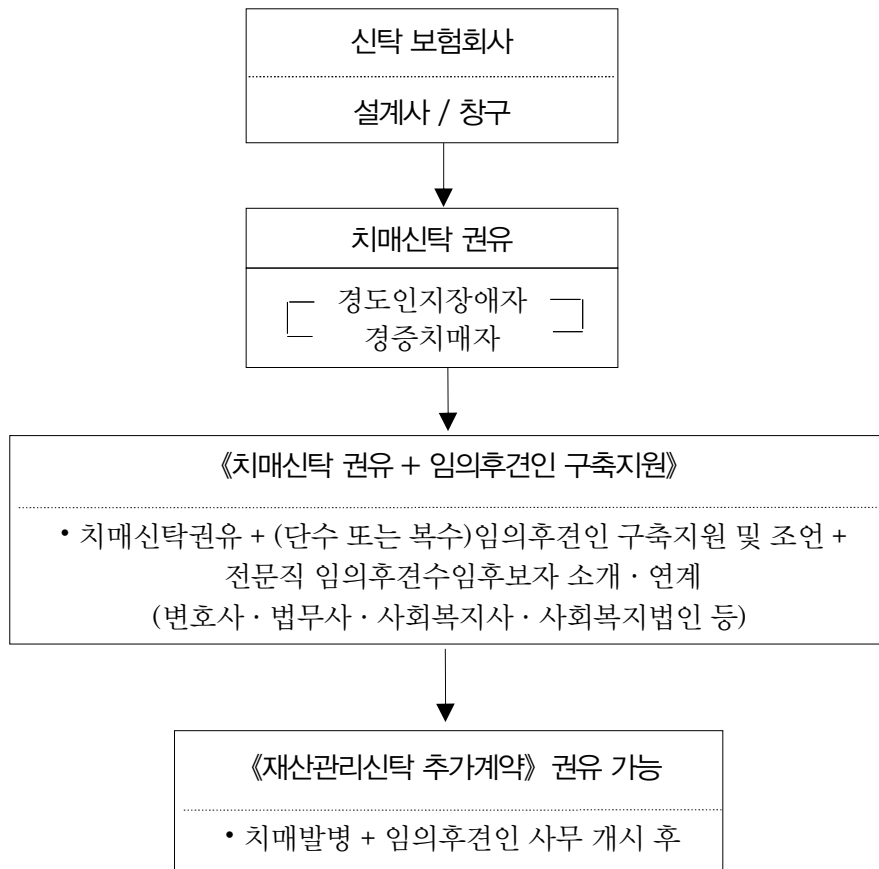 신탁 보험회사
설계사 / 창구
치매신탁 권유
경도인지장애자
경증치매자
《치매신탁 권유 + 임의후견인 구축지원》
• 치매신탁권유 + (단수 또는 복수)임의후견인 구축지원 및 조언 +
전문직 임의후견수임후보자 소개 · 연계
(변호사 · 법무사 · 사회복지사 · 사회복지법인 등)
《재산관리신탁 추가계약》 권유 가능
• 치매발병 + 임의후견인 사무 개시 후